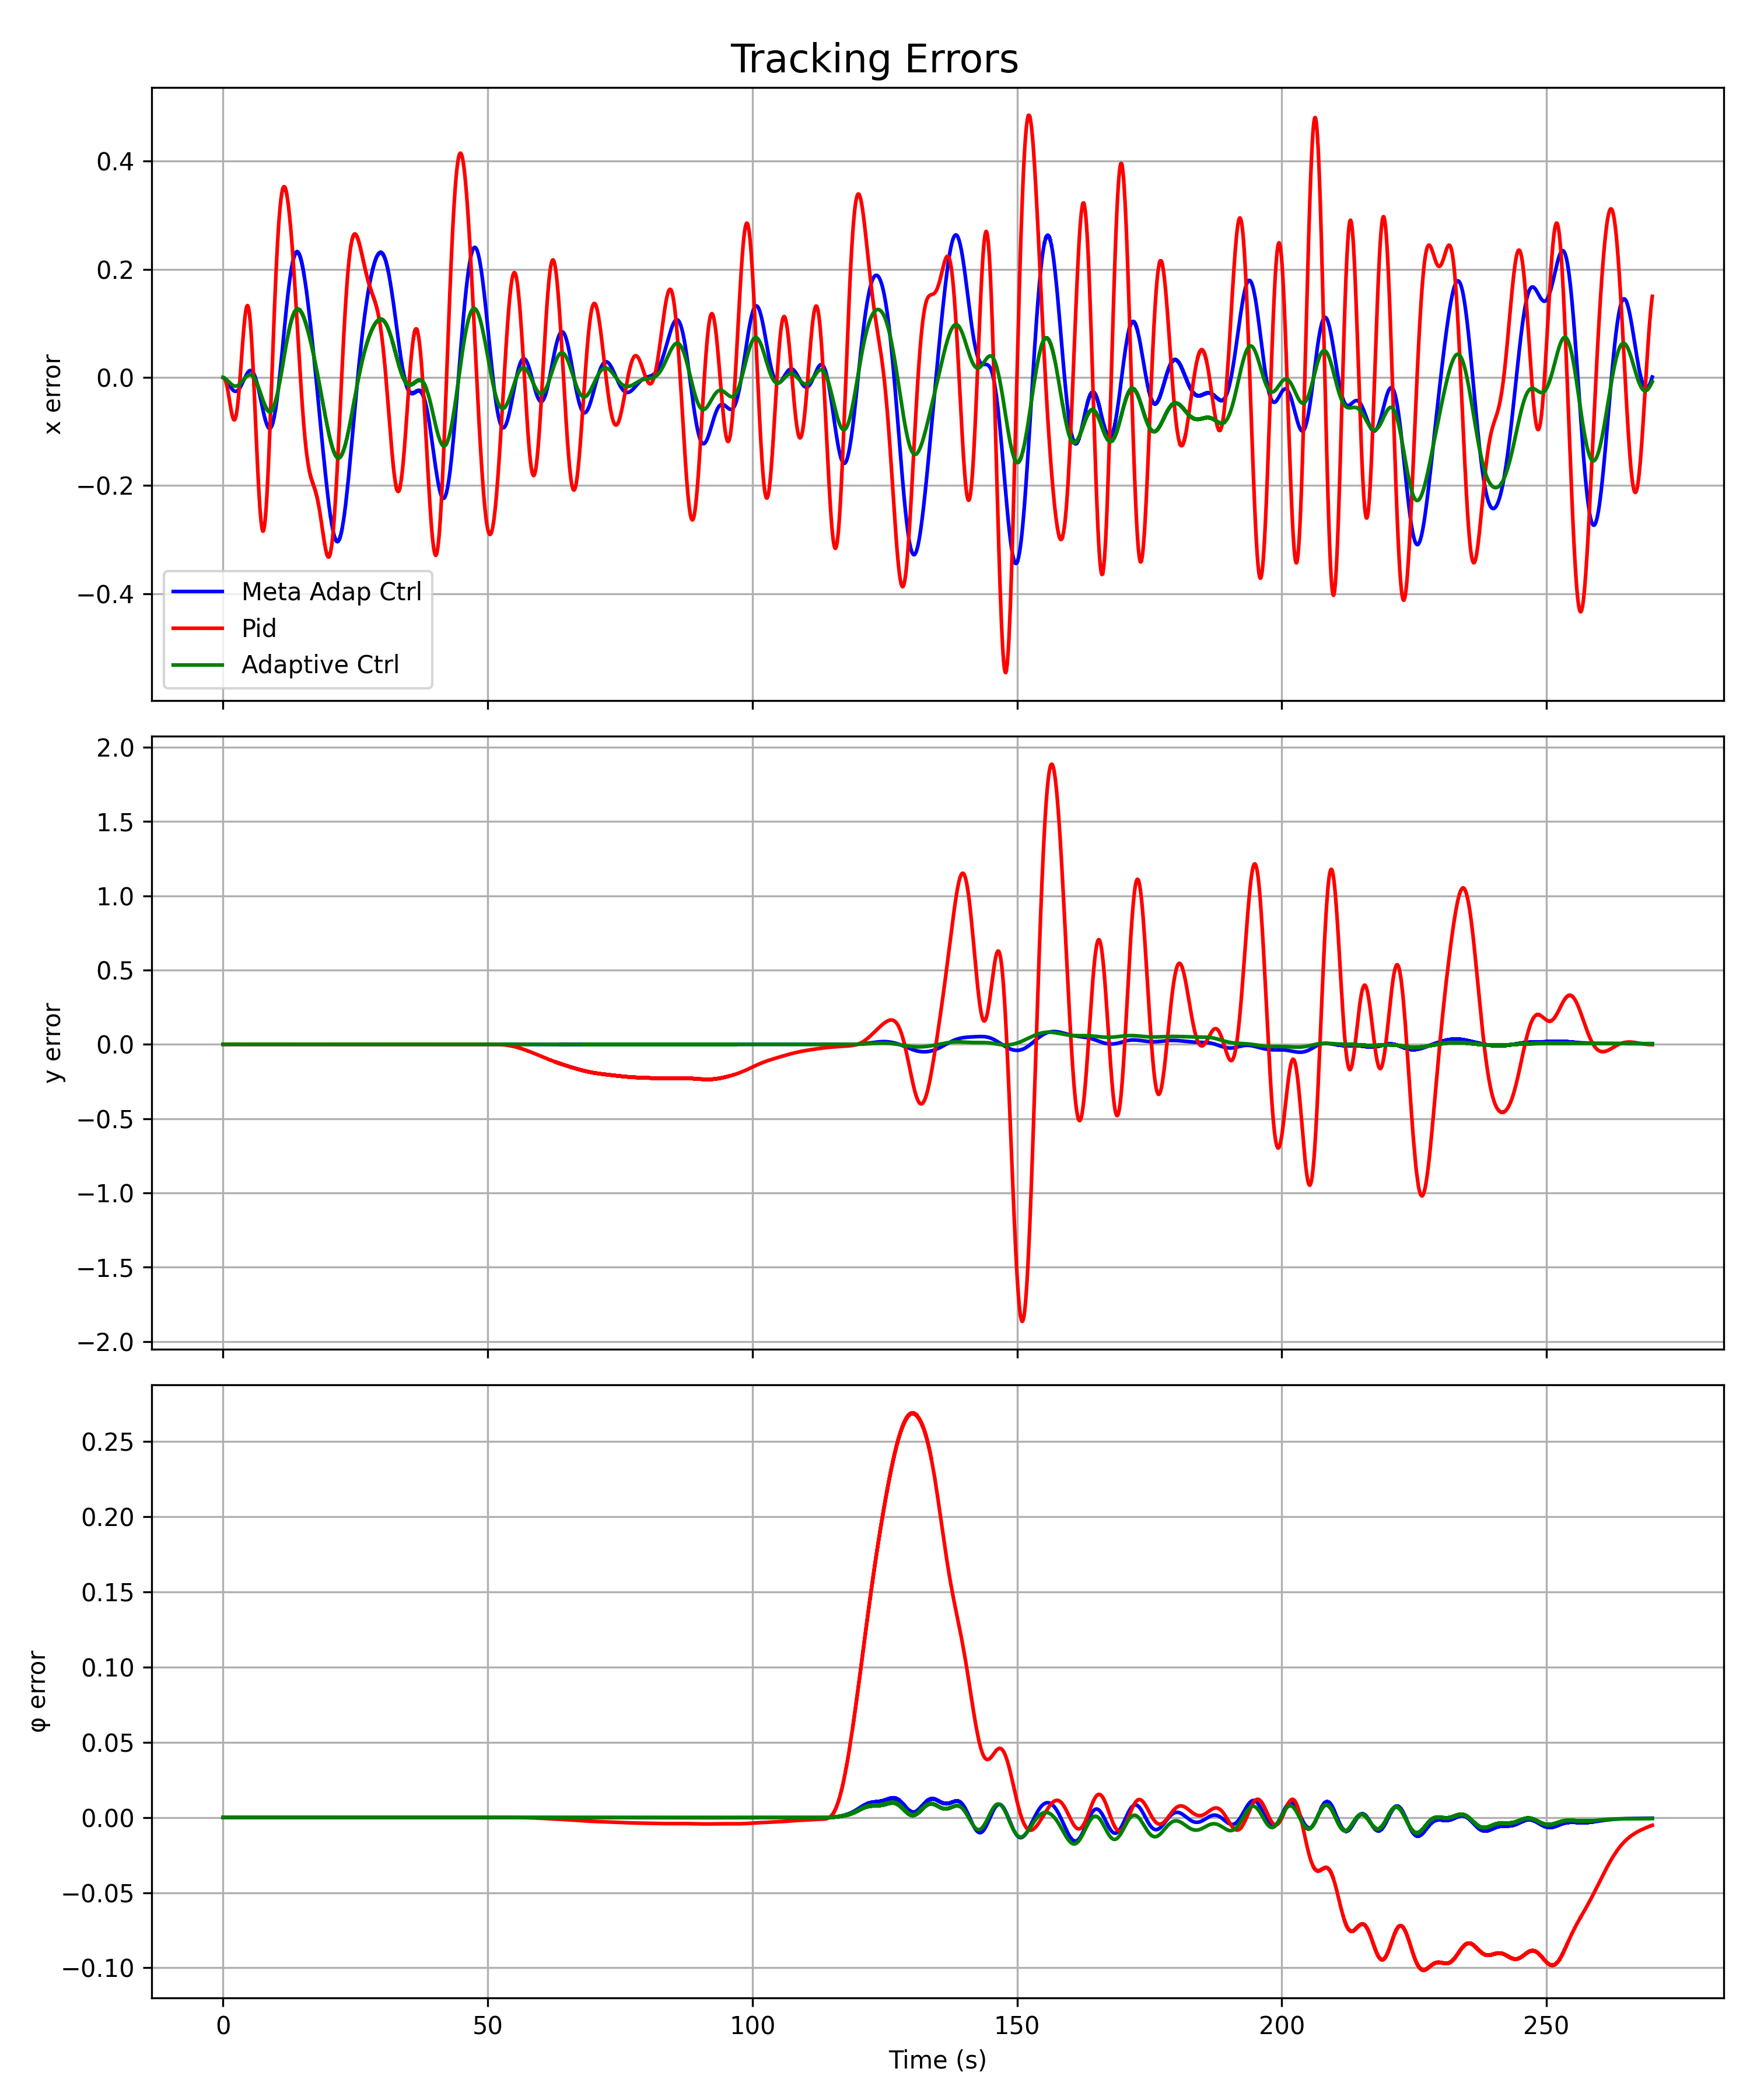 Tracking Errors
0.4
0.2
0.0
−0.2
−0.4
x error
Meta Adap Ctrl
Pid
Adaptive Ctrl
2.0
1.5
1.0
0.5
0.0
−0.5
−1.0
−1.5
−2.0
y error
0.25
0.20
0.15
0.10
0.05
0.00
−0.05
−0.10
φ error
0 50 100 150 200 250
Time (s)